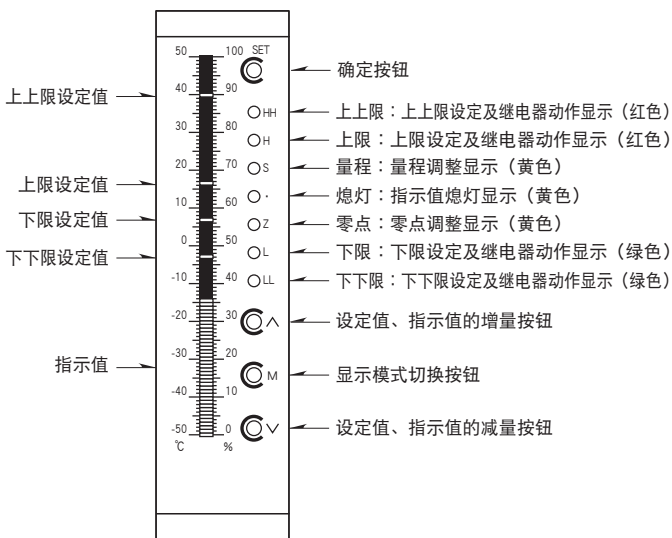 50 100 SET
确定按钮
40 90
上上限设定值
HH 上上限：上上限设定及继电器动作显示（红色）
30 80
H 上限：上限设定及继电器动作显示（红色）
20 70
S 量程：量程调整显示（黄色）
上限设定值
· 熄灯：指示值熄灯显示（黄色）
10 60
下限设定值
Z 零点：零点调整显示（黄色）
0 50
下下限设定值
L 下限：下限设定及继电器动作显示（绿色）
-10 40
LL 下下限：下下限设定及继电器动作显示（绿色）
-20 30
设定值、指示值的增量按钮
-30 20
指示值
M 显示模式切换按钮
-40 10
-50 0
设定值、指示值的减量按钮
℃ %